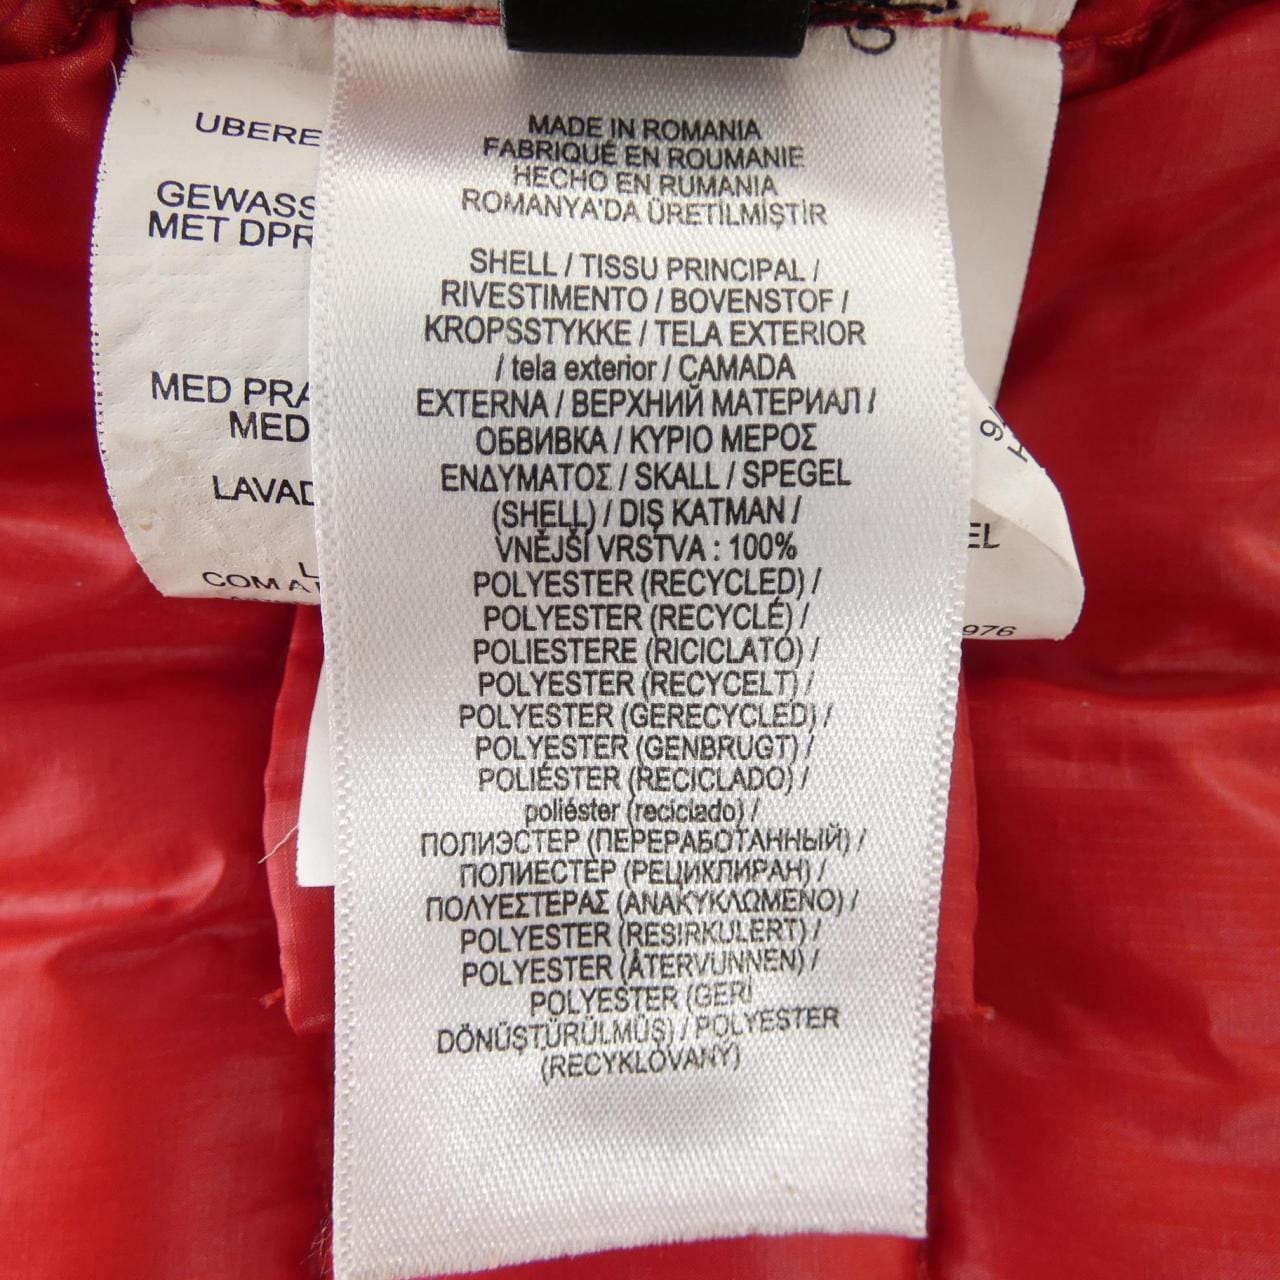 MADE IN ROMANIA
FABRIQUÉ EN ROUMANIE
HECHO EN RUMANIA
ROMANYA'DA ÜRETİLMİŞTİR
SHELL / TISSU PRINCIPAL /
RIVESTIMENTO / BOVENSTOF /
KROPSSTYKKE / TELA EXTERIOR
/ tela exterior / CAMADA
EXTERNA / ВЕРХНИЙ МАТЕРИАЛ /
ОБВИВКА / ΚΥΡΙΟ ΜΕΡΟΣ
ΕΝΔΥΜΑΤΟΣ / SKALL / SPEGEL
(SHELL) / DIŞ KATMAN /
VNĚJŠÍ VRSTVA : 100%
POLYESTER (RECYCLED) /
POLYESTER (RECYCLÉ) /
POLIESTERE (RICICLATO) /
POLYESTER (RECYCELT) /
POLYESTER (GERECYCLED) /
POLYESTER (GENBRUGT) /
POLIÉSTER (RECICLADO) /
poliéster (reciclado) /
ПОЛИЭСТЕР (ПЕРЕРАБОТАННЫЙ) /
ПОЛИЕСТЕР (РЕЦИКЛИРАН) /
ΠΟΛΥΕΣΤΕΡΑΣ (ΑΝΑΚΥΚΛΩΜΕΝΟ) /
POLYESTER (RESIRKULERT) /
POLYESTER (ÅTERVUNNEN) /
POLYESTER (GERİ
DÖNÜŞTÜRÜLMÜŞ) / POLYESTER
(RECYKLOVANÝ)
UBERE
GEWASS
MET DPR
MED PRA
MED
LAVAD
L
COM A
EL
976